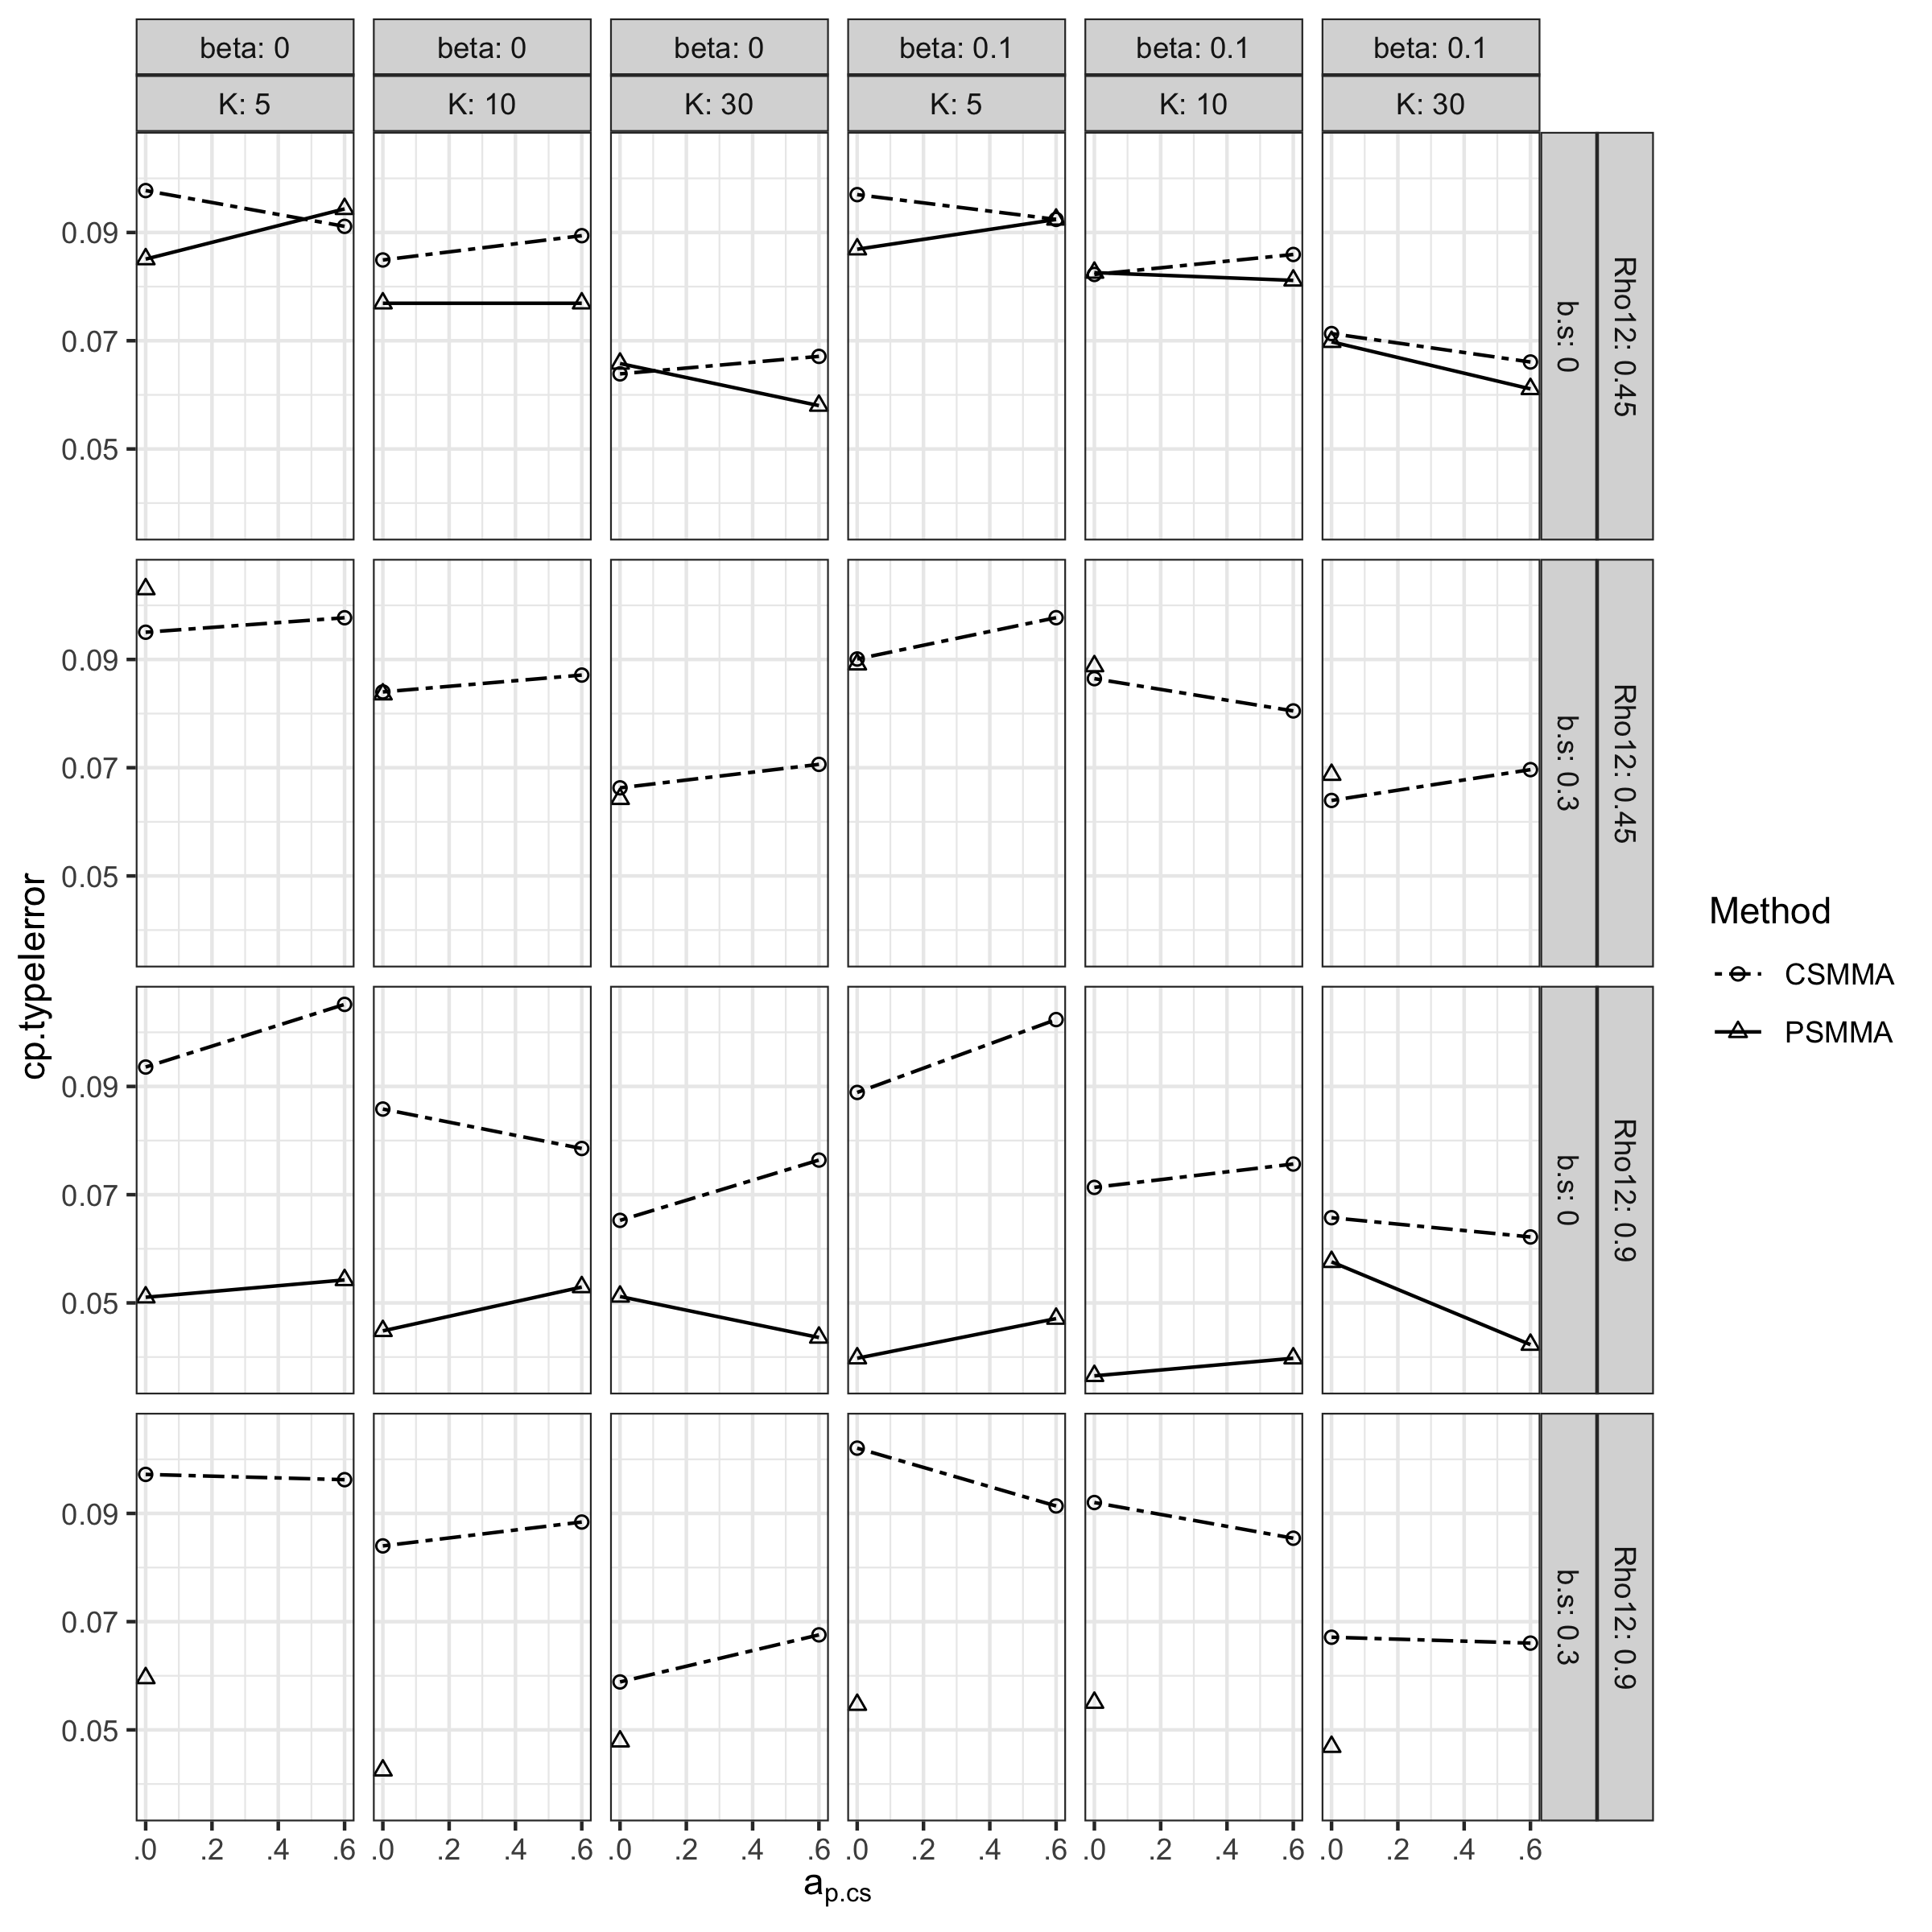 beta: 0 beta: 0 beta: 0 beta: 0.1 beta: 0.1 beta: 0.1
K: 5 K: 10 K: 30 K: 5 K: 10 K: 30
0.09
0.07
0.05
b.s: 0
Rho12: 0.45
0.09
0.07
0.05
b.s: 0.3
Rho12: 0.45
0.09
0.07
0.05
b.s: 0
Rho12: 0.9
0.09
0.07
0.05
b.s: 0.3
Rho12: 0.9
.0 .2 .4 .6 .0 .2 .4 .6 .0 .2 .4 .6 .0 .2 .4 .6 .0 .2 .4 .6 .0 .2 .4 .6
a p.cs
cp.typeIerror
Method
CSMMA
PSMMA